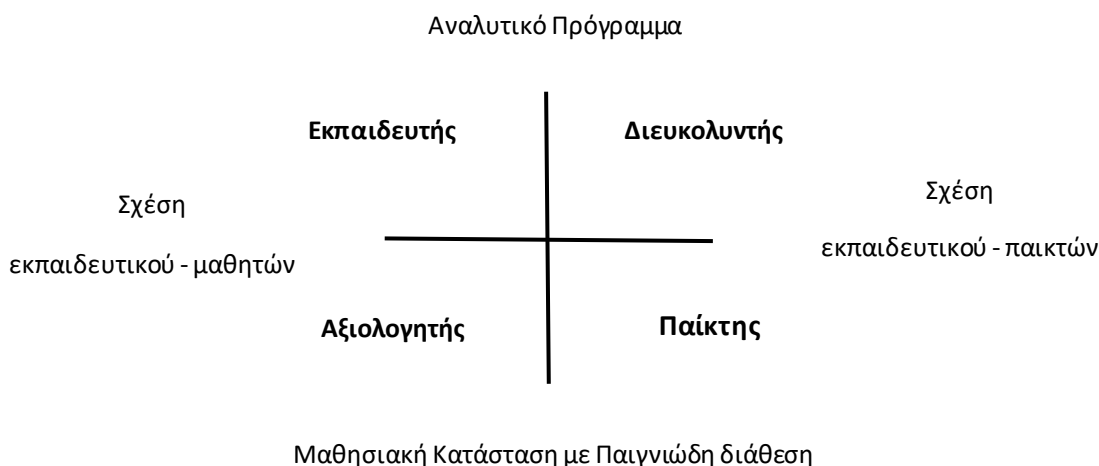 Αναλυτικό Πρόγραμμα
Εκπαιδευτής
Διευκολυντής
Σχέση
εκπαιδευτικού - μαθητών
Σχέση
εκπαιδευτικού - παικτών
Αξιολογητής
Παίκτης
Μαθησιακή Κατάσταση με Παιγνιώδη διάθεση